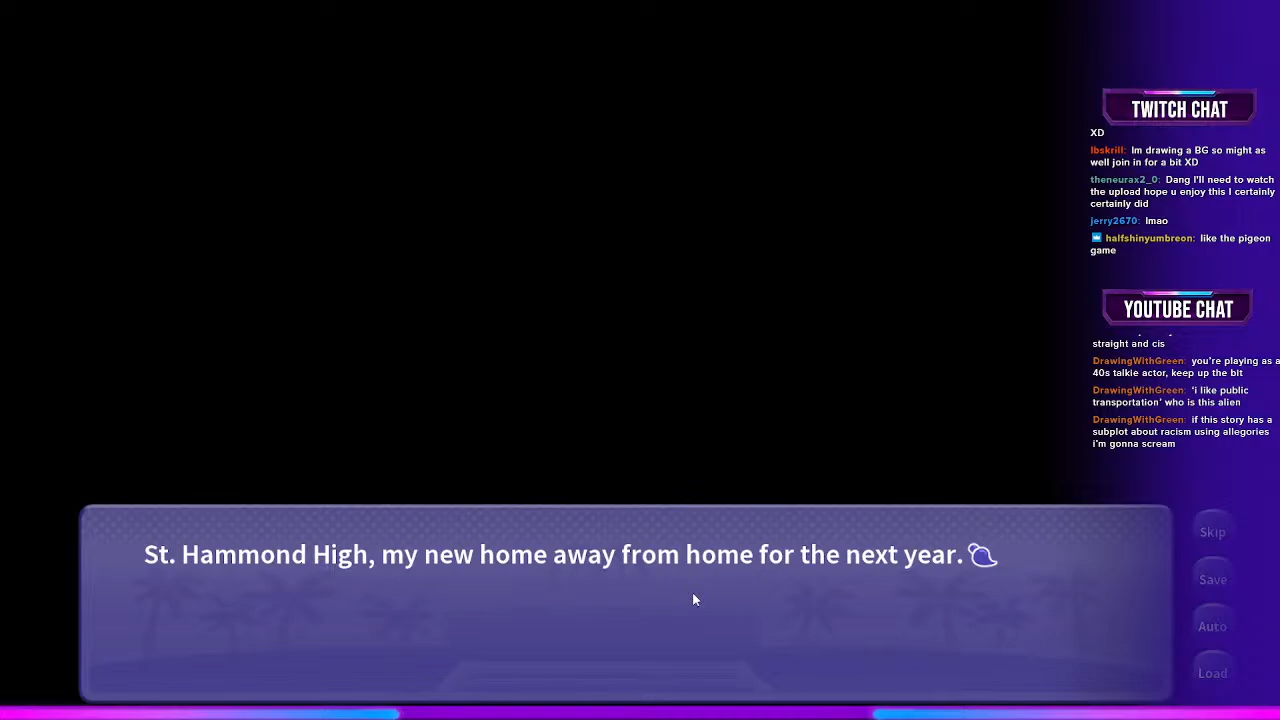 TWITCH CHAT
XD
lbskrill: Im drawing a BG so might as
well join in for a bit XD
theneurax2_0: Dang I'll need to watch
the upload hope u enjoy this I certainly
certainly did
jerry2670: lmao
halfshinyumbreon: like the pigeon
game
YOUTUBE CHAT
straight and cis
DrawingWithGreen: you're playing as a
40s talkie actor, keep up the bit
DrawingWithGreen: 'i like public
transportation' who is this alien
DrawingWithGreen: if this story has a
subplot about racism using allegories
i'm gonna scream
St. Hammond High, my new home away from home for the next year.
Skip
Save
Auto
Load